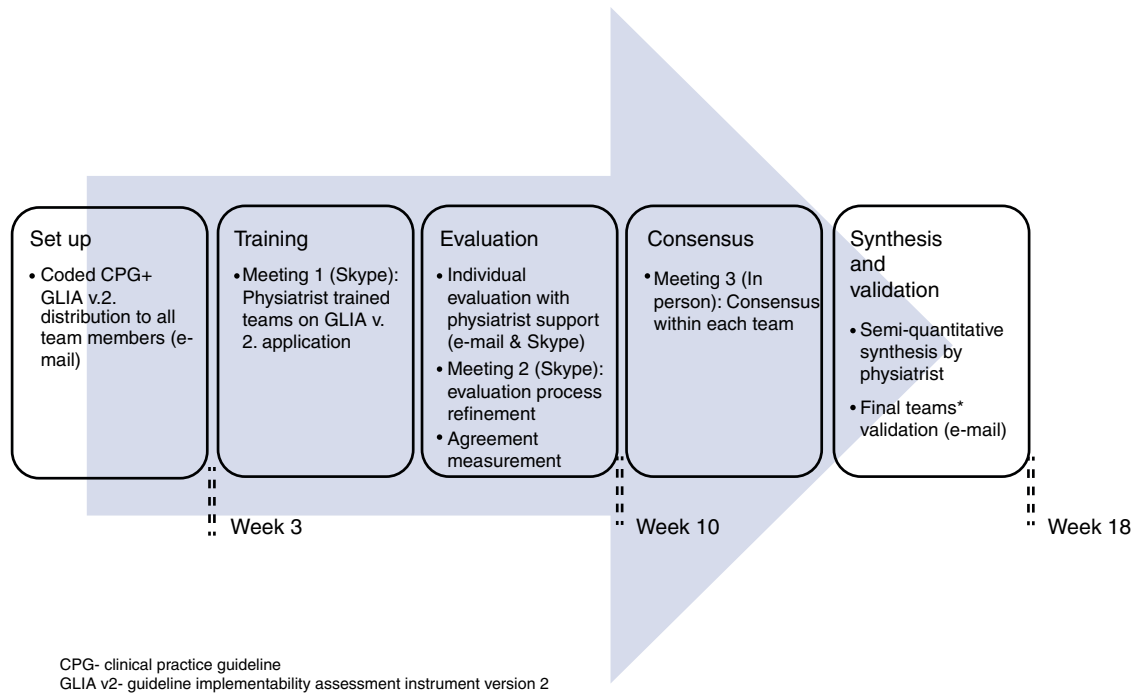 Set up
• Coded CPG+
GLIA v.2.
distribution to all
team members (e-
mail)
Training
• Meeting 1 (Skype):
Physiatrist trained
teams on GLIA v.
2. application
Evaluation
• Individual
evaluation with
physiatrist support
(e-mail & Skype)
• Meeting 2 (Skype):
evaluation process
refinement
• Agreement
measurement
Consensus
• Meeting 3 (In
person): Consensus
within each team
Synthesis
and
validation
• Semi-quantitative
synthesis by
physiatrist
• Final teams*
validation (e-mail)
Week 3
Week 10
Week 18
CPG- clinical practice guideline
GLIA v2- guideline implementability assessment instrument version 2